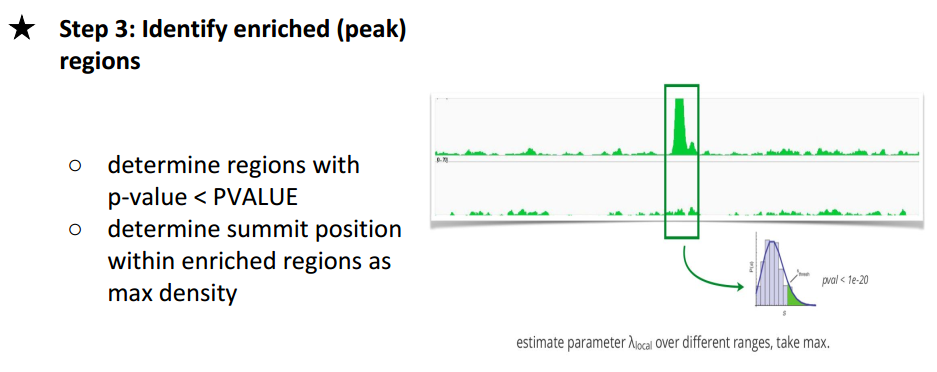 ★ Step 3: Identify enriched (peak)
regions
○ determine regions with
p-value < PVALUE
○ determine summit position
within enriched regions as
max density
pval < 1e-20
estimate parameter λlocal over different ranges, take max.